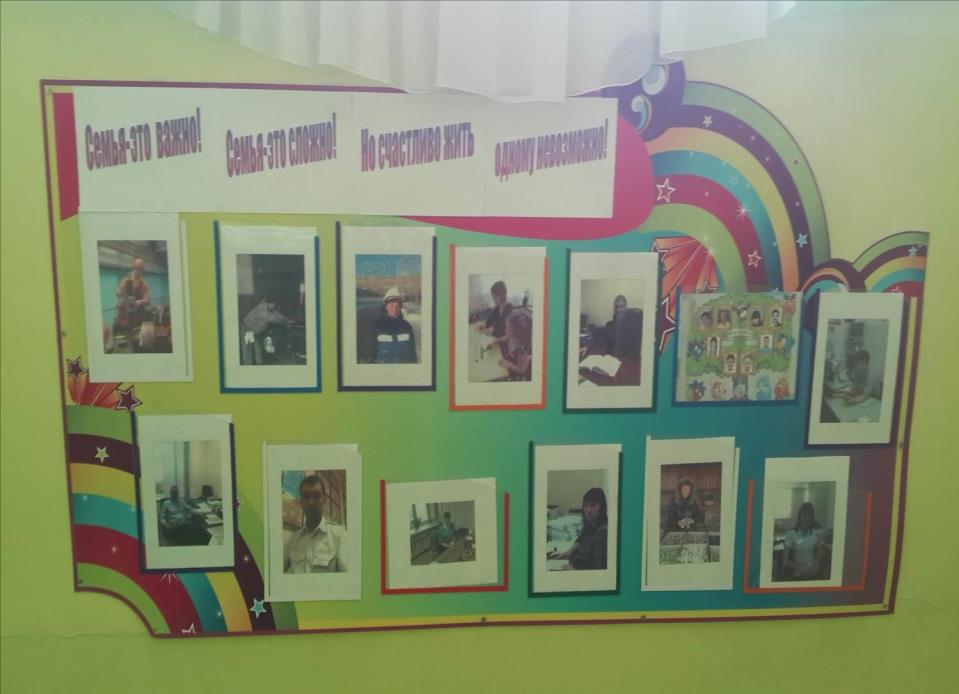 Семья-это важно!
Семья-это сложно!
Но счастливо жить
одному невозможно!